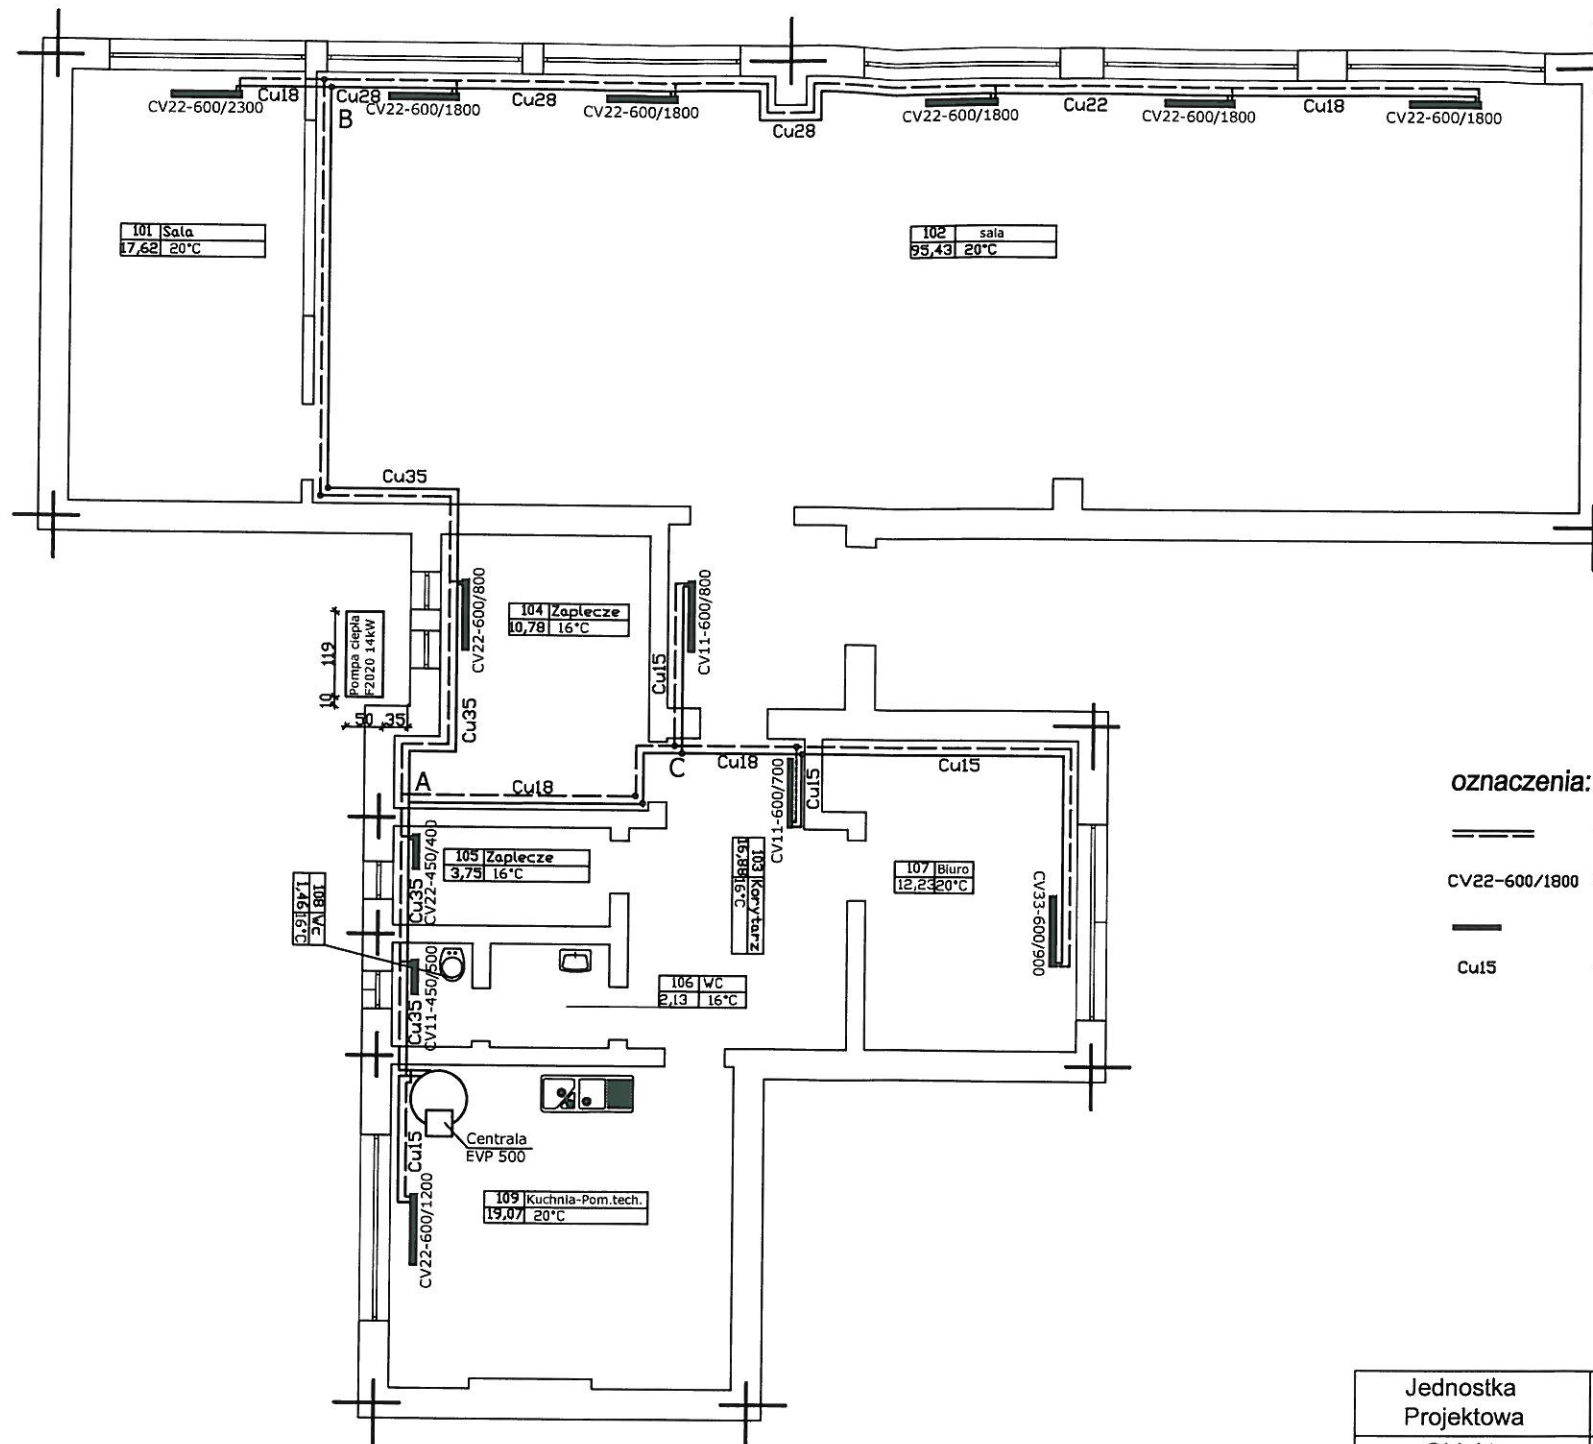 Cu18
Cu28
Cu28
Cu28
Cu22
Cu18
CV22-600/2300
CV22-600/1800
CV22-600/1800
CV22-600/1800
CV22-600/1800
CV22-600/1800
B
101 Sala
17,62 20°C
102 sala
95,43 20°C
Cu35
CV22-600/800
104 Zaplecze
10,78 16°C
CV11-600/800
Cu15
Pompa ciepła
F2020 14kW
119
10
50 35
Cu35
A
Cu18
C
Cu18
Cu15
Cu15
CV11-600/700
oznaczenia:
CV22-600/1800
Cu15
105 Zaplecze
3,75 16°C
CV22-450/400
Cu35
103 Korytarz
16,88 16°C
107 Biuro
12,23 20°C
CV33-600/900
108 Wc
1,46 16°C
CV11-450/500
Cu35
106 WC
2,13 16°C
Centrala
EVP 500
Cu15
CV22-600/1200
109 Kuchnia-Pom.tech.
19,07 20°C
Jednostka
Projektowa